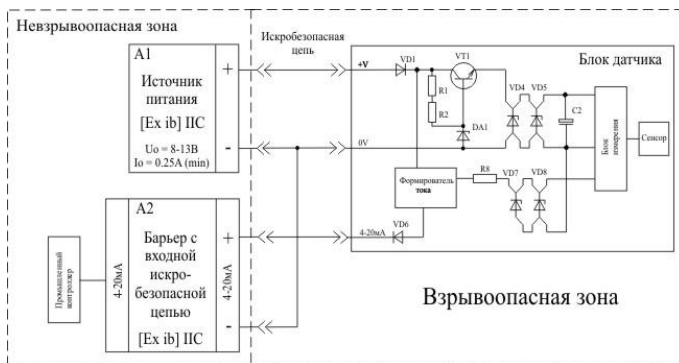 Невзрывоопасная зона
А1
Источник
питания
[Ex ib] IIC
Uo = 8-13В
Io = 0.25А (min)
+
-
А2
Барьер с
входной
искро-
безопасной
цепью
[Ex ib] IIC
4-20мА
4-20мА
+
-
Промышленный
контроллер
Искробезопасная
цепь
Блок датчика
+V
VD1
VT1
R1
R2
DA1
VD4
VD5
C2
0V
Блок
измерения
Сенсор
Формирователь
тока
R8
VD7
VD8
4-20мА
VD6
Взрывоопасная зона